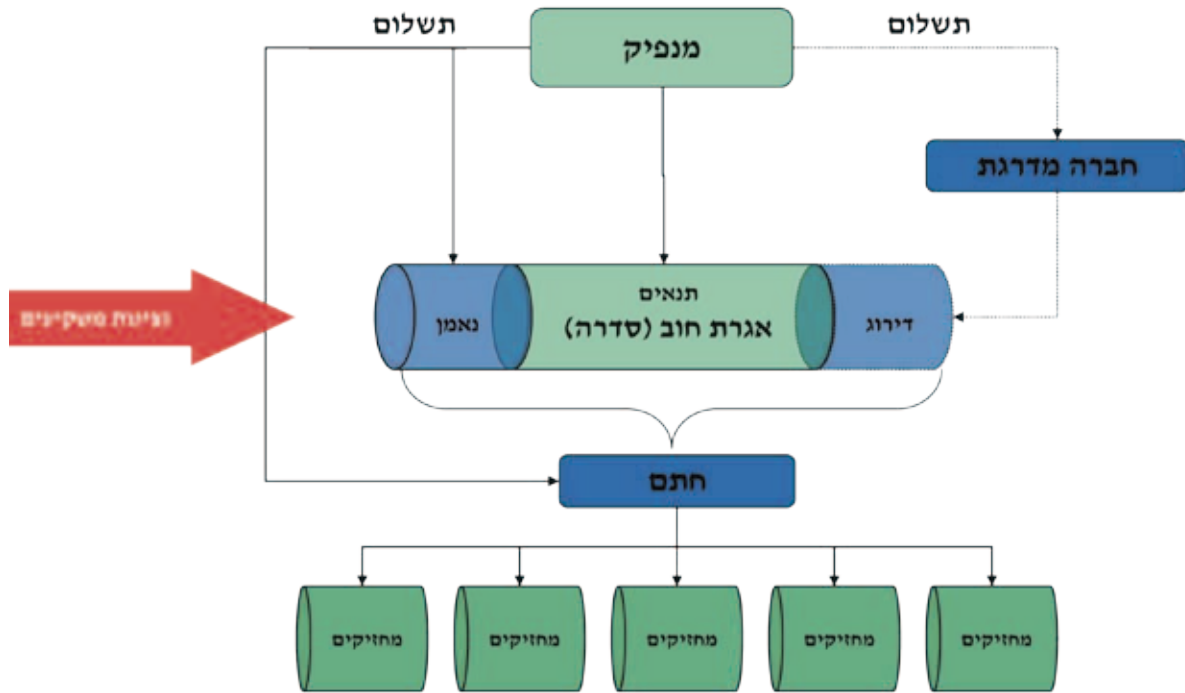 תשלום
מנפיק
תשלום
חברה מדרגת
נאמן
תנאים
אגרת חוב (סדרה)
דירוג
חתם
מחזיקים
מחזיקים
מחזיקים
מחזיקים
מחזיקים